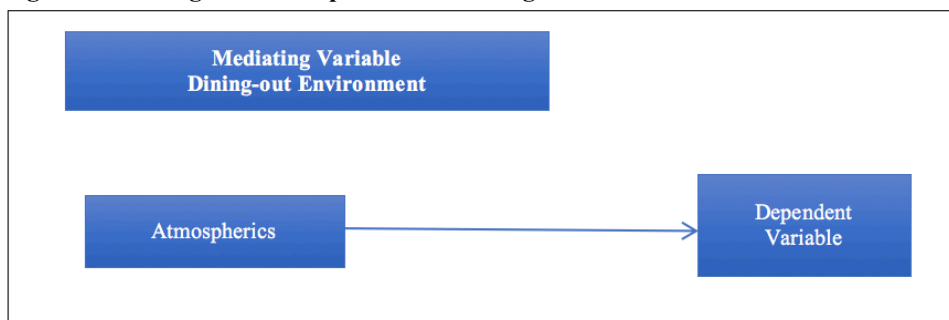 Mediating Variable
Dining-out Environment
Atmospherics
Dependent
Variable